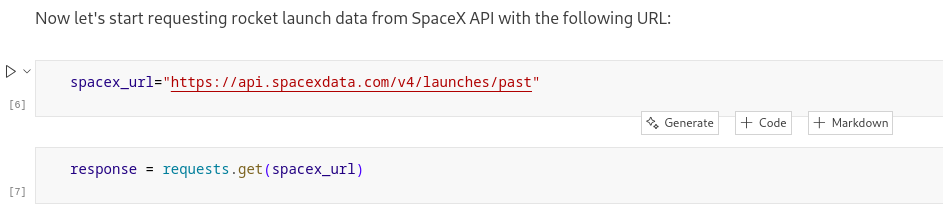 Now let's start requesting rocket launch data from SpaceX API with the following URL:
spacex_url="https://api.spacexdata.com/v4/launches/past"
[6]
Generate
Code
Markdown
response = requests.get(spacex_url)
[7]